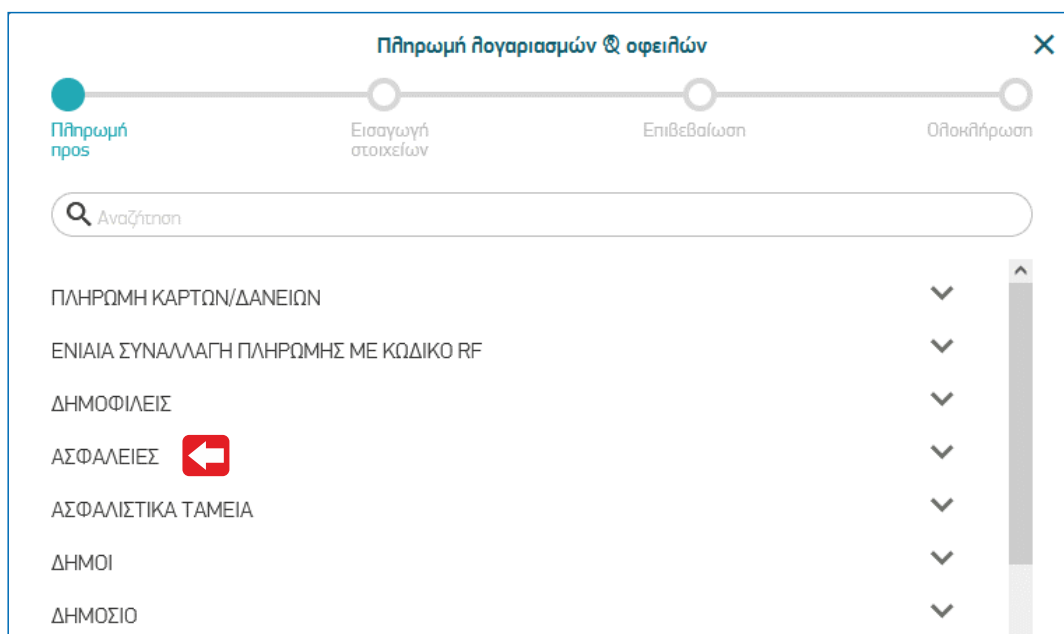 Πληρωμή λογαριασμών & οφειλών
Πληρωμή
προς
Εισαγωγή
στοιχείων
Επιβεβαίωση
Ολοκλήρωση
Αναζήτηση
ΠΛΗΡΩΜΗ ΚΑΡΤΩΝ/ΔΑΝΕΙΩΝ
ΕΝΙΑΙΑ ΣΥΝΑΛΛΑΓΗ ΠΛΗΡΩΜΗΣ ΜΕ ΚΩΔΙΚΟ RF
ΔΗΜΟΦΙΛΕΙΣ
ΑΣΦΑΛΕΙΕΣ
ΑΣΦΑΛΙΣΤΙΚΑ ΤΑΜΕΙΑ
ΔΗΜΟΙ
ΔΗΜΟΣΙΟ